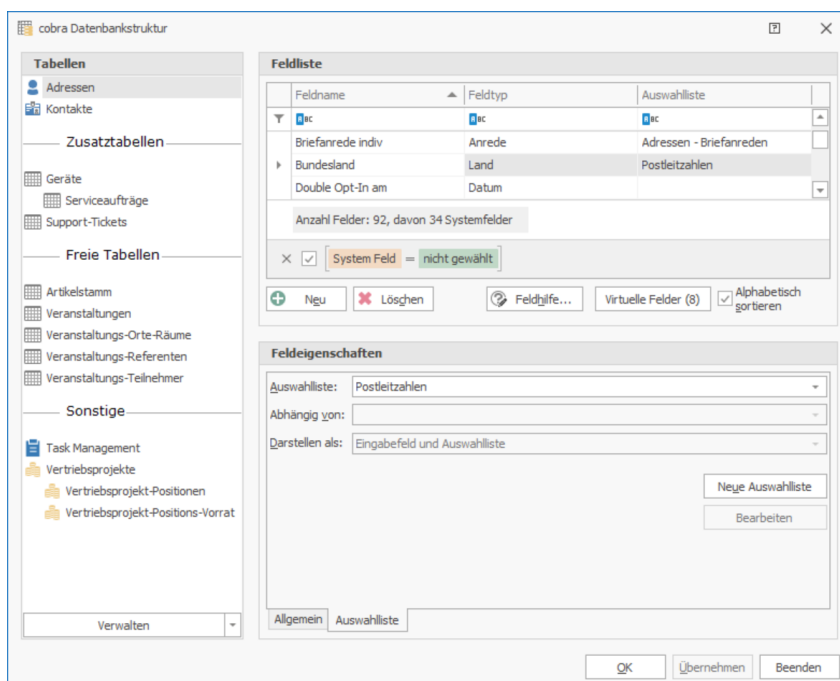 cobra Datenbankstruktur
Tabellen
Adressen
Kontakte
Zusatztabellen
Geräte
Serviceaufträge
Support-Tickets
Freie Tabellen
Artikelstamm
Veranstaltungen
Veranstaltungs-Orte-Räume
Veranstaltungs-Referenten
Veranstaltungs-Teilnehmer
Sonstige
Task Management
Vertriebsprojekte
Vertriebsprojekt-Positionen
Vertriebsprojekt-Positions-Vorrat
Verwalten
Feldliste
Feldname Feldtyp Auswahlliste
ABC ABC ABC
Briefanrede indiv Anrede Adressen - Briefanreden
Bundesland Land Postleitzahlen
Double Opt-In am Datum
Anzahl Felder: 92, davon 34 Systemfelder
System Feld = nicht gewählt
Neu Löschen Feldhilfe... Virtuelle Felder (8) Alphabetisch
sortieren
Feldeigenschaften
Auswahlliste: Postleitzahlen
Abhängig von:
Darstellen als: Eingabefeld und Auswahlliste
Neue Auswahlliste
Bearbeiten
Allgemein Auswahlliste
OK Übernehmen Beenden